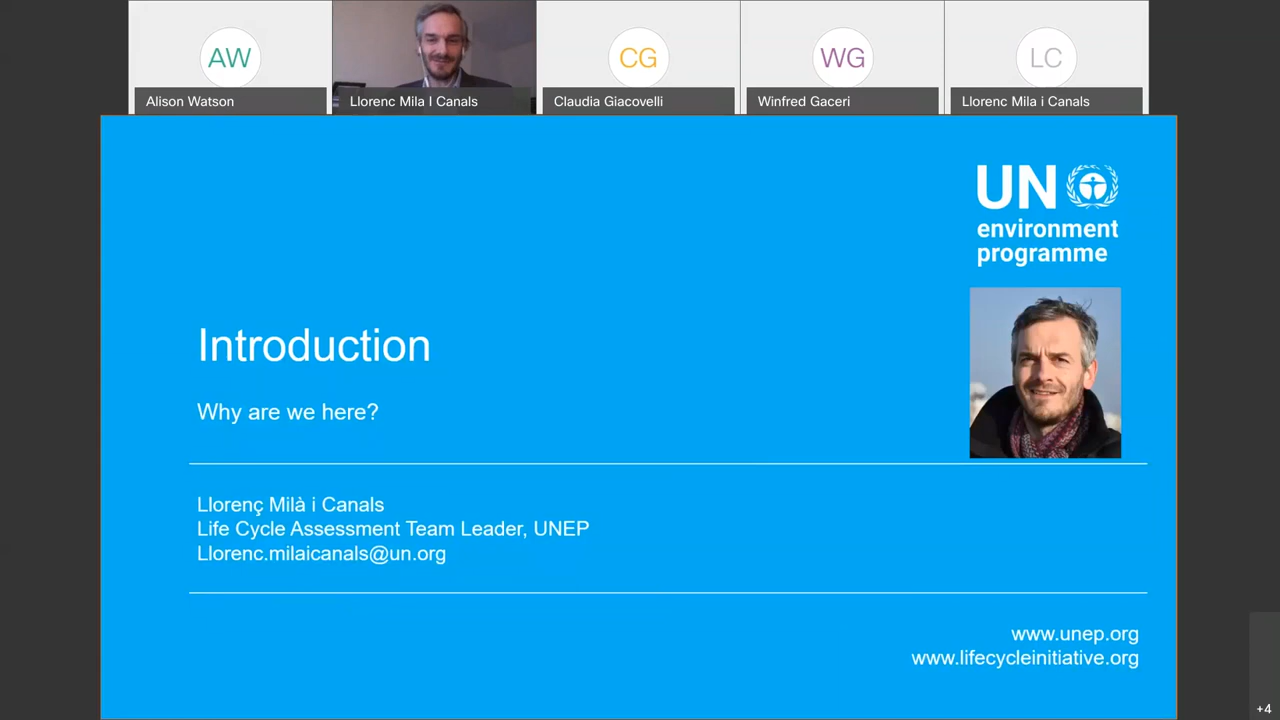 AW
CG
WG
LC
Alison Watson
Llorenc Mila I Canals
Claudia Giacovelli
Winfred Gaceri
Llorenc Mila i Canals
UN
environment
programme
Introduction
Why are we here?
Llorenç Milà i Canals
Life Cycle Assessment Team Leader, UNEP
Llorenc.milaicanals@un.org
www.unep.org
www.lifecycleinitiative.org
+4